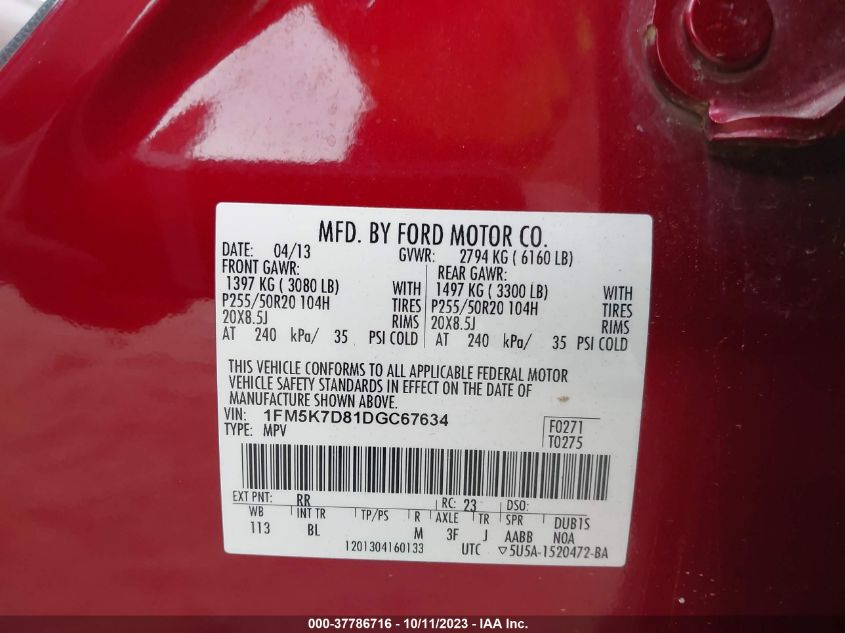 MFD. BY FORD MOTOR CO.
DATE: 04/13 GVWR: 2794 KG ( 6160 LB)
FRONT GAWR: REAR GAWR:
1397 KG ( 3080 LB) WITH 1497 KG ( 3300 LB) WITH
P255/50R20 104H TIRES P255/50R20 104H TIRES
20X8.5J RIMS 20X8.5J RIMS
AT 240 kPa/ 35 PSI COLD AT 240 kPa/ 35 PSI COLD
THIS VEHICLE CONFORMS TO ALL APPLICABLE FEDERAL MOTOR
VEHICLE SAFETY STANDARDS IN EFFECT ON THE DATE OF
MANUFACTURE SHOWN ABOVE.
VIN: 1FM5K7D81DGC67634 F0271
TYPE: MPV T0275
EXT PNT: RR RC: 23 DSO:
WB INT TR TP/PS R AXLE TR SPR DUB1S
113 BL M 3F J AABB NOA
1201304160133 UTC ▽5U5A-1520472-BA
000-37786716 - 10/11/2023 - IAA Inc.